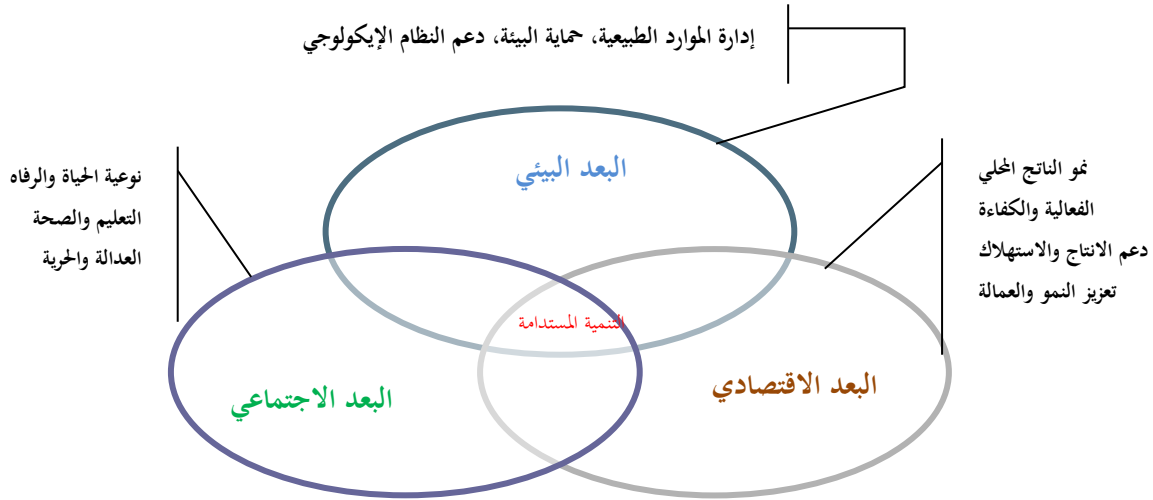 إدارة الموارد الطبيعية، حماية البيئة، دعم النظام الإيكولوجي
البعد البيئي
نمو الناتج المحلي
الفعالية والكفاءة
دعم الانتاج والاستهلاك
تعزيز النمو والعمالة
نوعية الحياة والرفاه
التعليم والصحة
العدالة والحرية
التنمية المستدامة
البعد الاقتصادي
البعد الاجتماعي